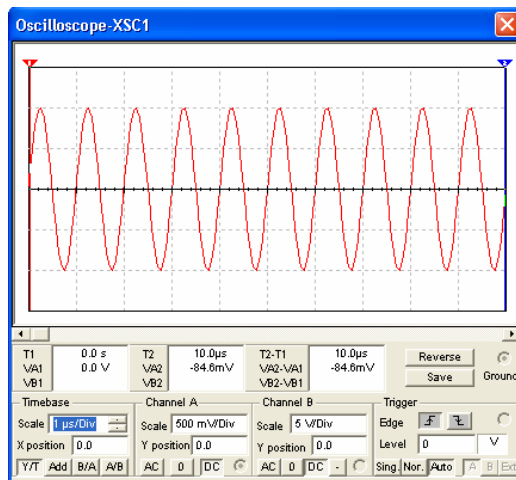 Oscilloscope-XSC1
1
2
T1 0.0 s T2 10.0µs T2-T1 10.0µs
VA1 0.0 V VA2 -84.6mV VA2-VA1 -84.6mV
VB1 VB2 VB2-VB1
Reverse
Save
Ground
Timebase
Scale 1 µs/Div
X position 0.0
Y/T Add B/A A/B
Channel A
Scale 500 mV/Div
Y position 0.0
AC 0 DC
Channel B
Scale 5 V/Div
Y position 0.0
AC 0 DC -
Trigger
Edge
Level 0 V
Sing. Nor. Auto A B Ext